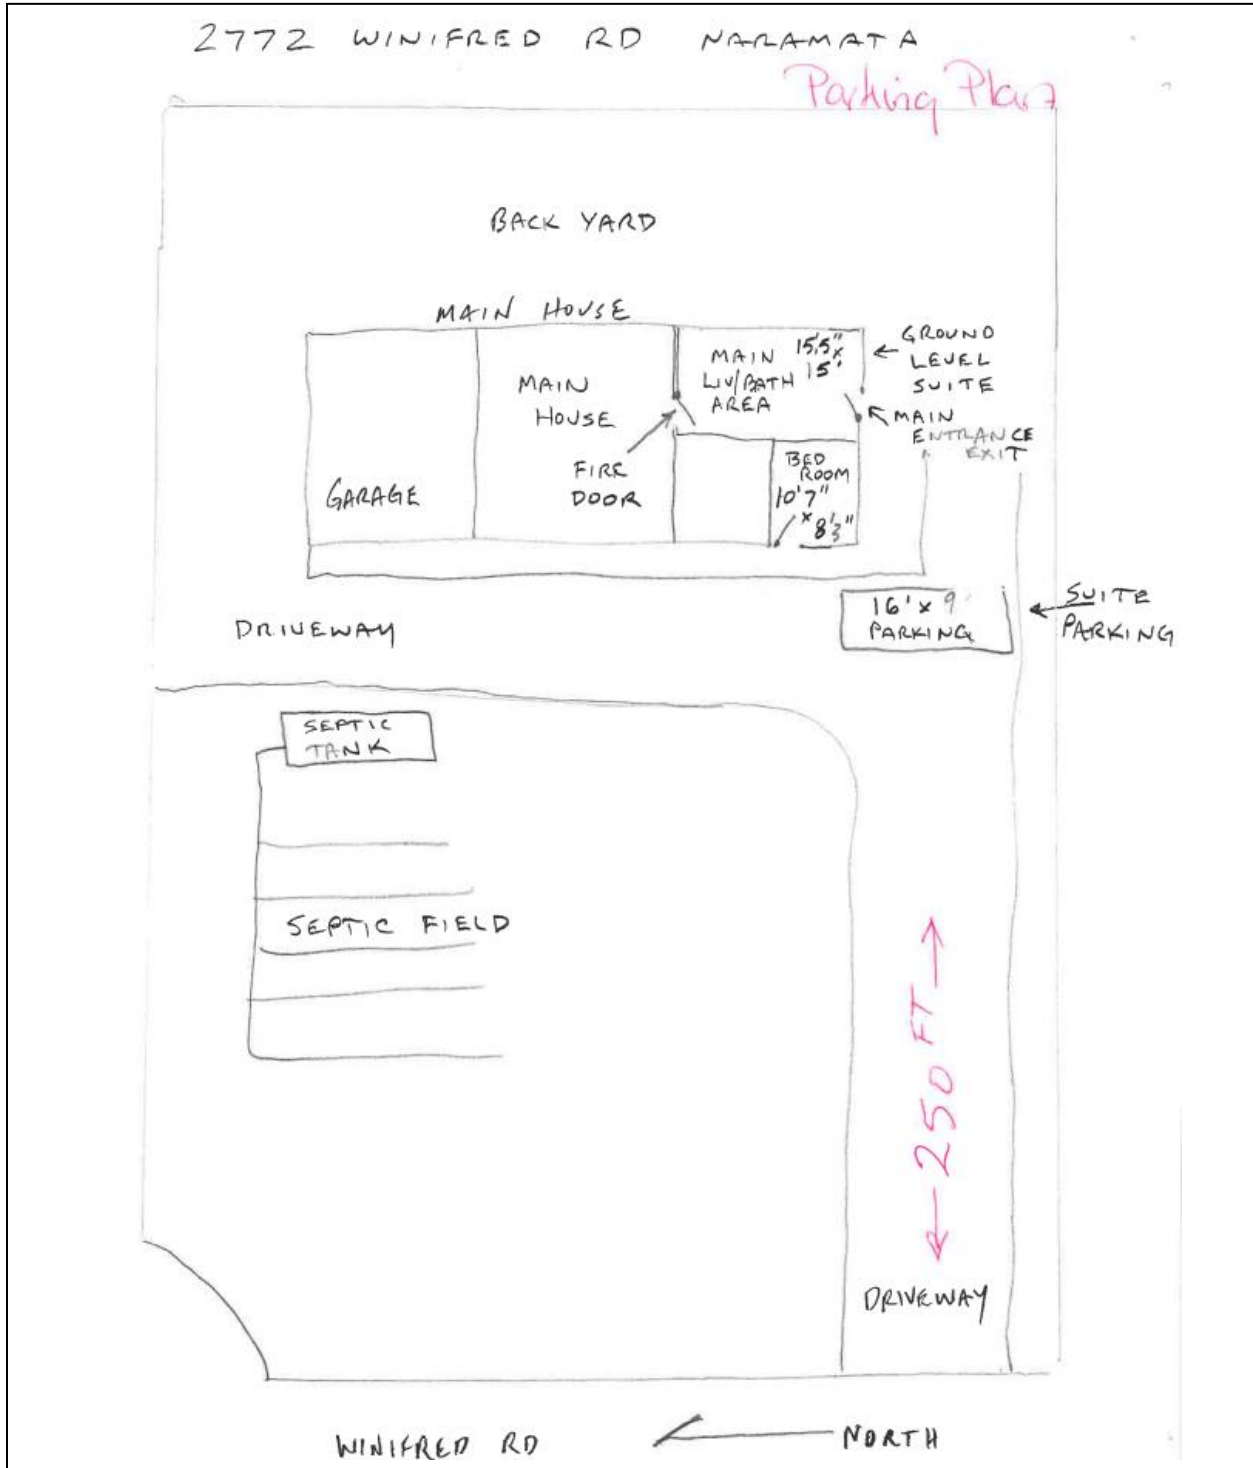 2772 WINIFRED RD NARAMATA
Parking Plan
BACK YARD
MAIN HOUSE
MAIN
HOUSE
GARAGE
FIRE
DOOR
MAIN
LIV/BATH
AREA
15'5"
x
15'
BED
ROOM
10'7"
x 8'3"
GROUND
LEVEL
SUITE
MAIN
ENTRANCE
EXIT
16' x 9'
PARKING
SUITE
PARKING
DRIVEWAY
SEPTIC
TANK
SEPTIC FIELD
250 FT
DRIVEWAY
WINIFRED RD
NORTH